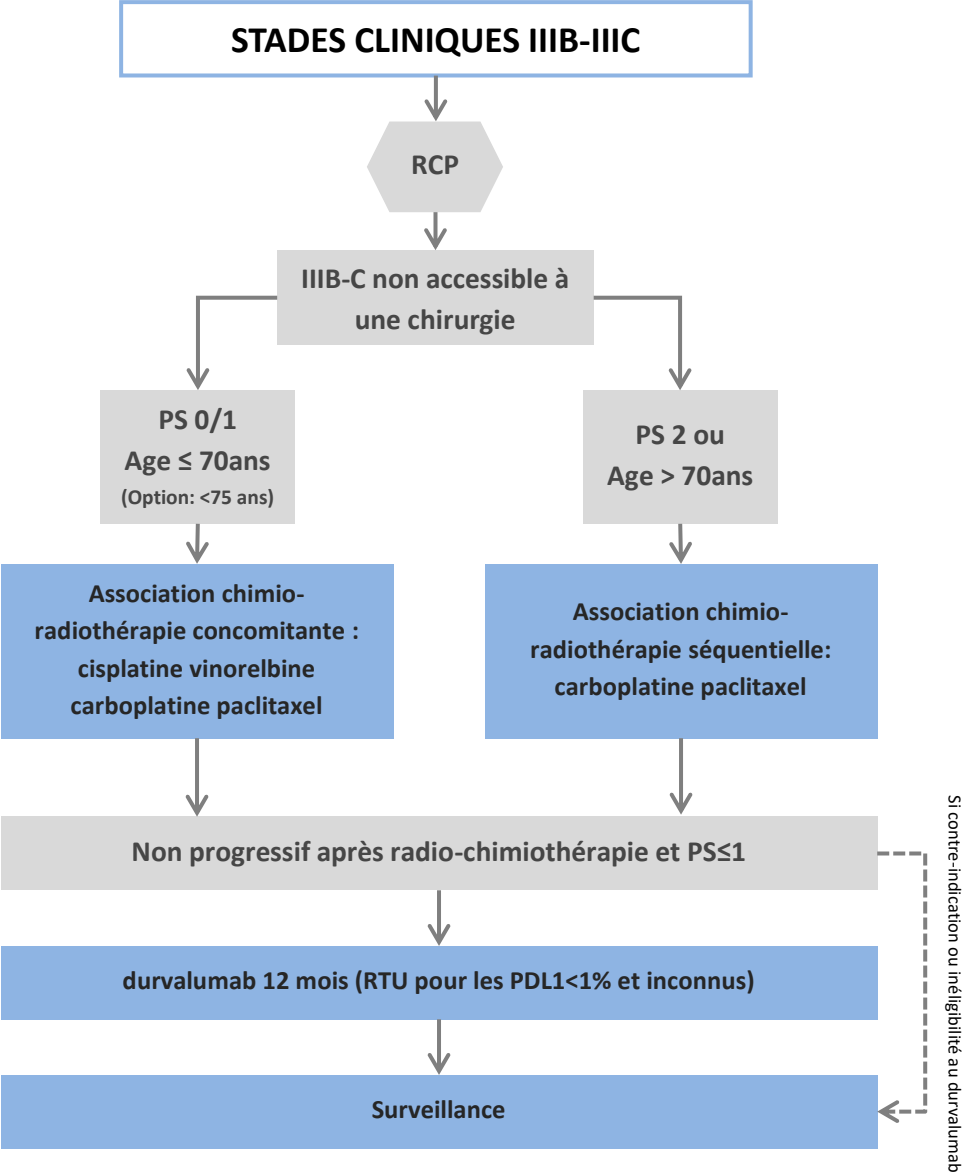 STADES CLINIQUES IIIB-IIIC
RCP
IIIB-C non accessible à
une chirurgie
PS 0/1
Age ≤ 70ans
(Option: <75 ans)
PS 2 ou
Age > 70ans
Association chimio-
radiothérapie concomitante :
cisplatine vinorelbine
carboplatine paclitaxel
Association chimio-
radiothérapie séquentielle:
carboplatine paclitaxel
Non progressif après radio-chimiothérapie et PS≤1
Si contre-indication ou inéligibilité au durvalumab
durvalumab 12 mois (RTU pour les PDL1<1% et inconnus)
Surveillance